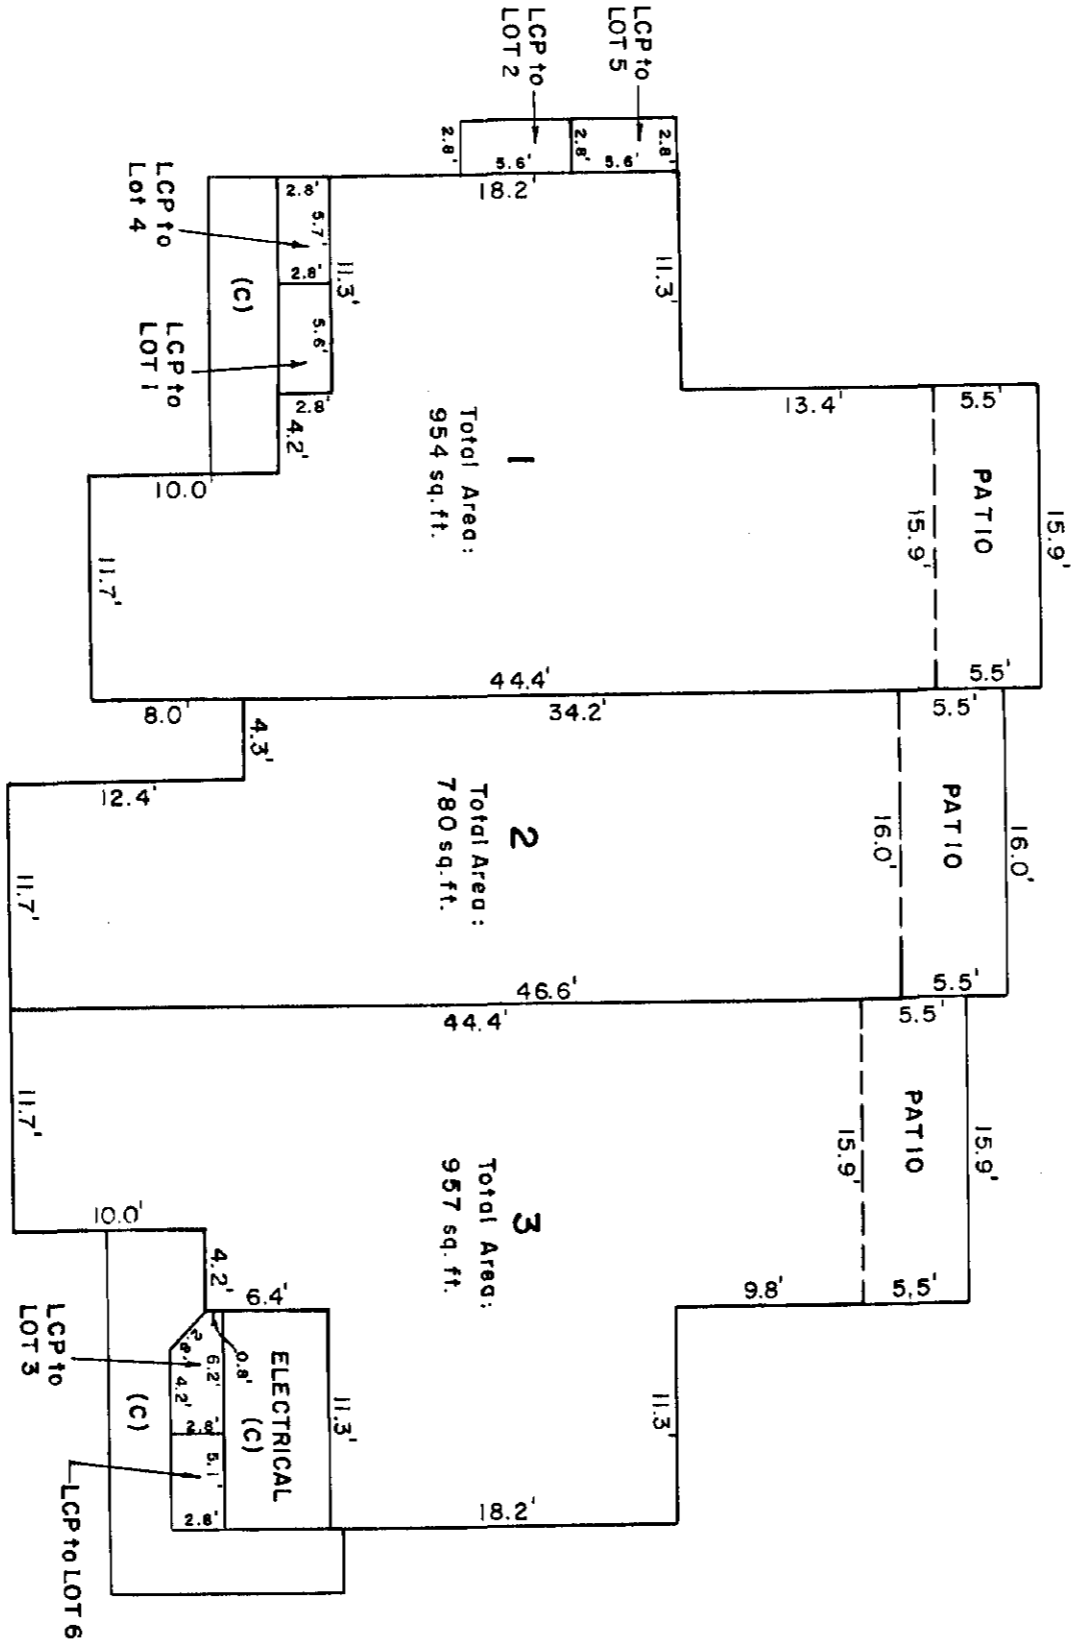 LCP to
LOT 5
LCP to
LOT 2
2.8'
5.6'
2.8'
5.6'
2.8'
18.2'
LCP to
Lot 4
2.8'
5.7'
2.8'
11.3'
11.3'
(C)
5.6'
LCP to
LOT 1
2.8'
4.2'
10.0'
11.7'
13.4'
5.5'
PATIO
15.9'
15.9'
1
Total Area:
954 sq.ft.
44.4'
5.5'
8.0'
4.3'
34.2'
5.5'
12.4'
11.7'
2
Total Area:
780 sq.ft.
16.0'
PATIO
16.0'
46.6'
5.5'
44.4'
5.5'
11.7'
PATIO
15.9'
15.9'
3
Total Area:
957 sq. ft.
10.0'
4.2'
6.4'
9.8'
5.5'
LCP to
LOT 3
2.8'
6.2'
0.8'
4.2'
2.8'
5.1'
2.8'
ELECTRICAL
(C)
(C)
11.3'
11.3'
18.2'
LCP to LOT 6